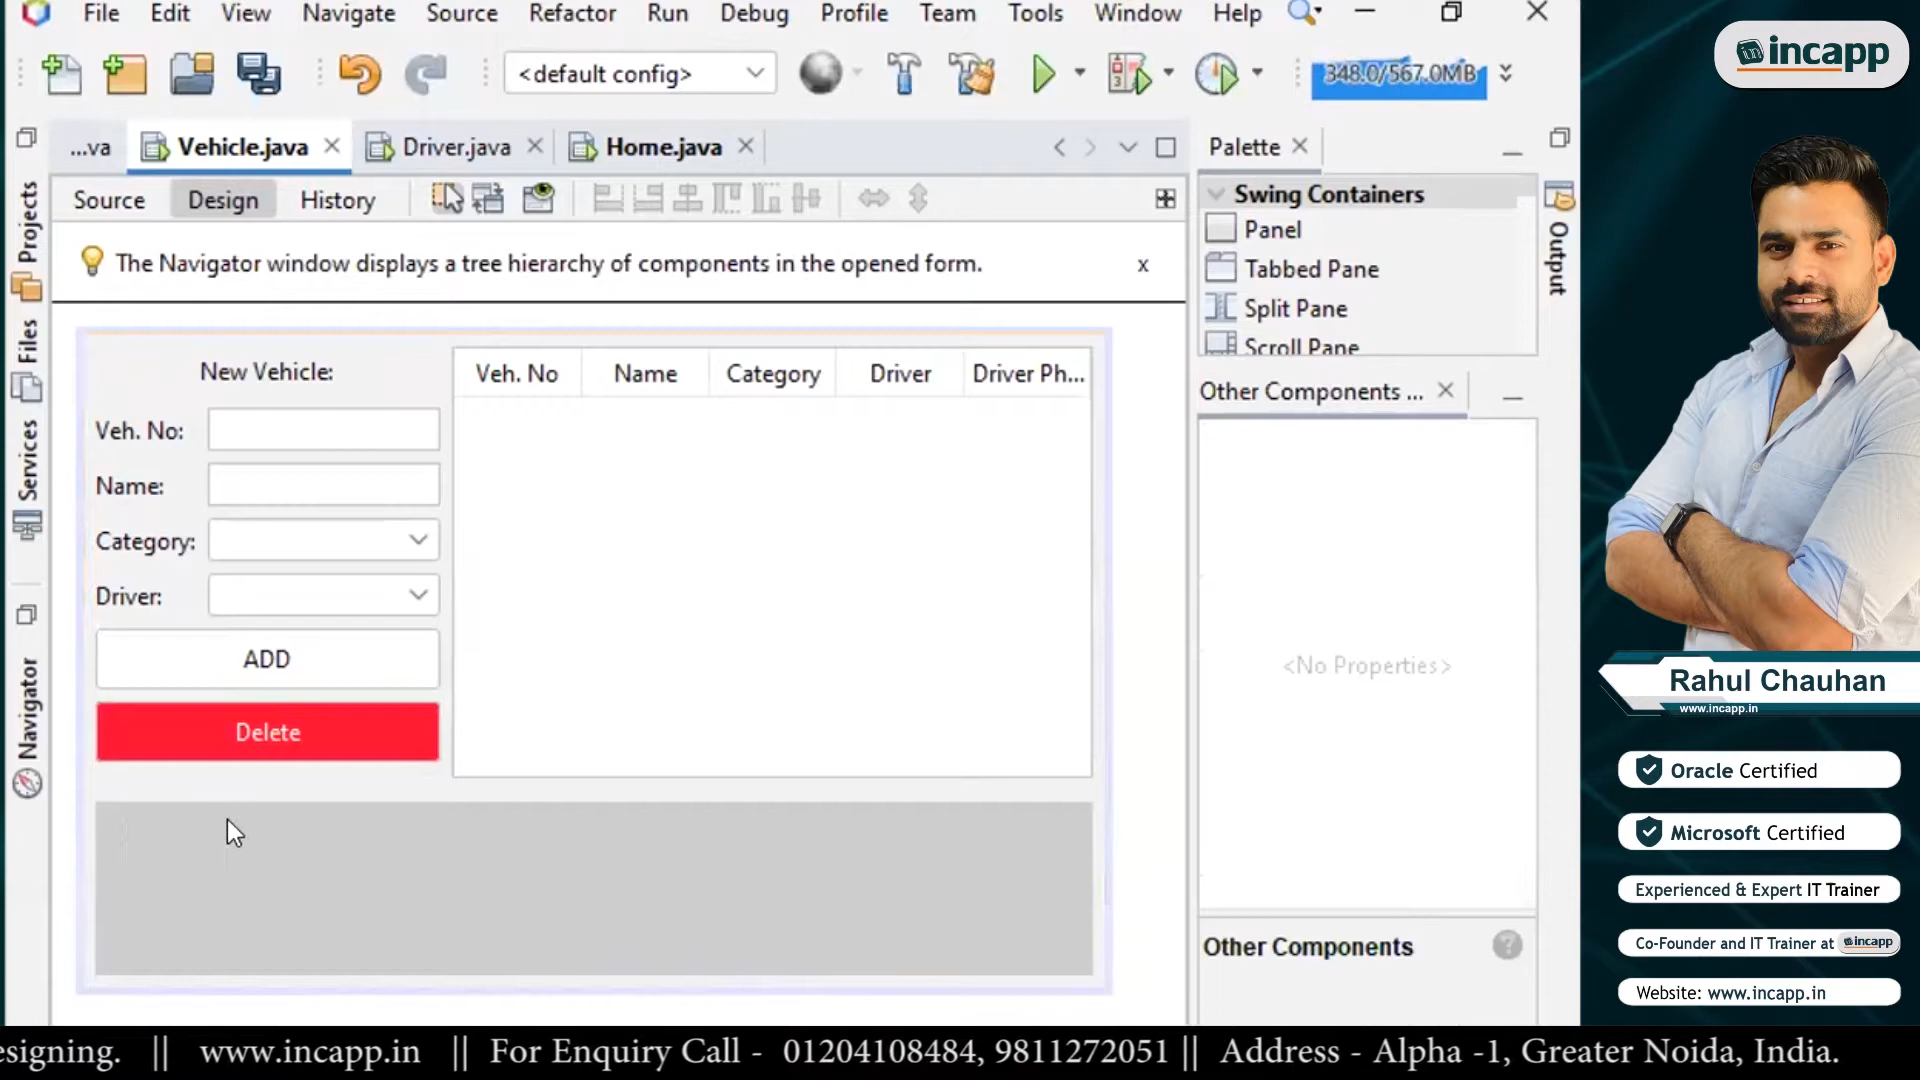 File Edit View Navigate Source Refactor Run Debug Profile Team Tools Window Help
<default config>
348.0/567.0MB
...va Vehicle.java Driver.java Home.java
Source Design History
The Navigator window displays a tree hierarchy of components in the opened form. x
Projects
Files
Services
Navigator
New Vehicle:
Veh. No:
Name:
Category:
Driver:
ADD
Delete
Veh. No Name Category Driver Driver Ph...
Palette
Swing Containers
Panel
Tabbed Pane
Split Pane
Scroll Pane
Other Components ...
<No Properties>
Other Components
?
Output
incapp
Rahul Chauhan
www.incapp.in
Oracle Certified
Microsoft Certified
Experienced & Expert IT Trainer
Co-Founder and IT Trainer at incapp
Website: www.incapp.in
esigning. || www.incapp.in || For Enquiry Call - 01204108484, 9811272051 || Address - Alpha -1, Greater Noida, India.